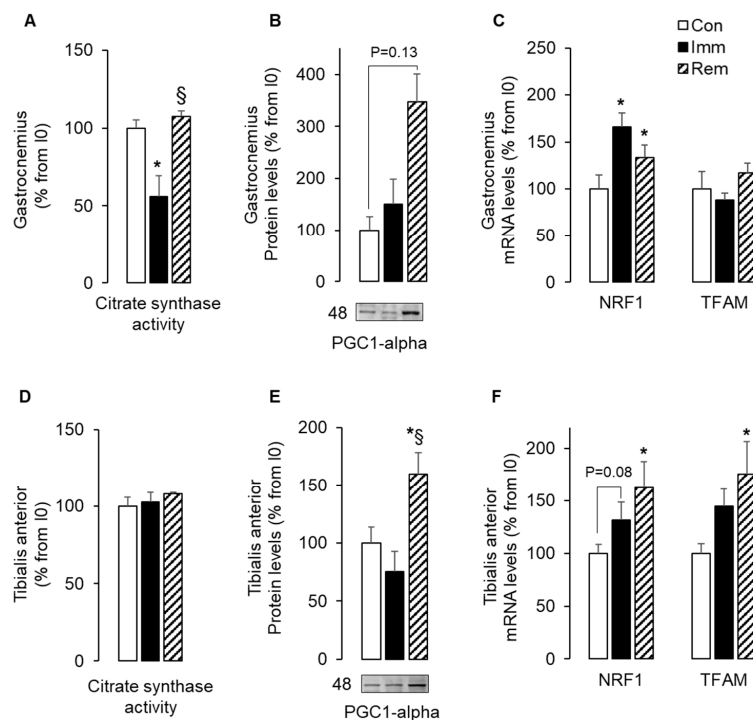 A
B
C
Con
Imm
Rem
Gastrocnemius
(% from I0)
150
100
50
0
*
§
Citrate synthase
activity
Gastrocnemius
Protein levels (% from I0)
400
300
200
100
0
P=0.13
48
PGC1-alpha
Gastrocnemius
mRNA levels (% from I0)
250
200
150
100
50
0
*
*
NRF1 TFAM
D
E
F
Tibialis anterior
(% from I0)
150
100
50
0
Citrate synthase
activity
Tibialis anterior
Protein levels (% from I0)
200
150
100
50
0
*§
48
PGC1-alpha
Tibialis anterior
mRNA levels (% from I0)
200
150
100
50
0
P=0.08
*
*
NRF1 TFAM